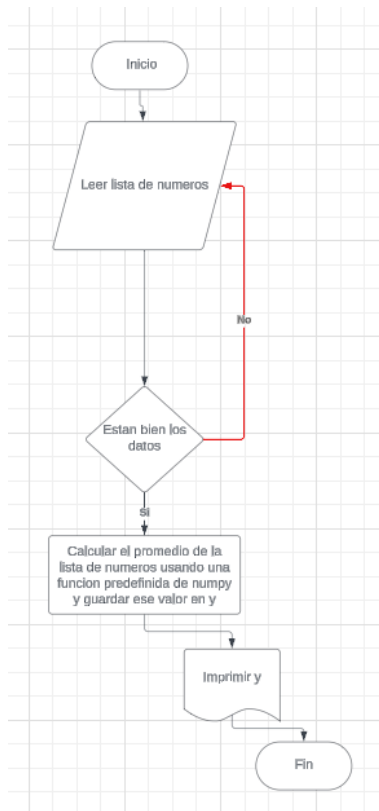 Inicio
Leer lista de numeros
No
Estan bien los
datos
Si
Calcular el promedio de la
lista de numeros usando una
funcion predefinida de numpy
y guardar ese valor en y
Imprimir y
Fin